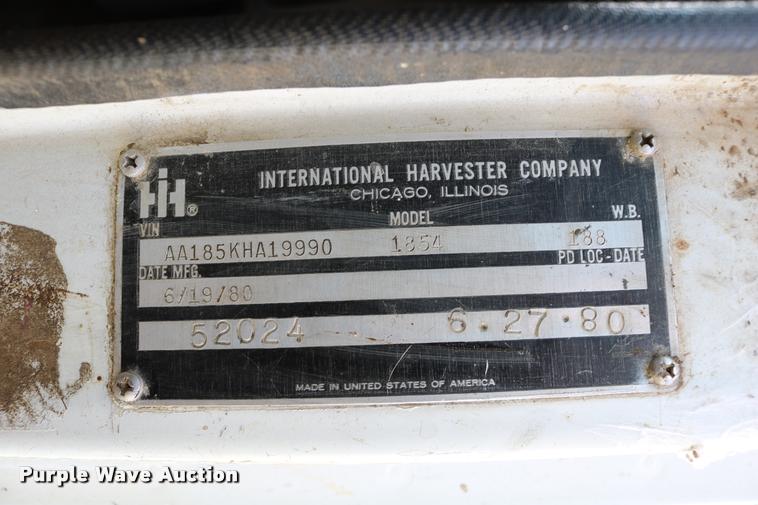 INTERNATIONAL HARVESTER COMPANY
CHICAGO, ILLINOIS
IH®
VIN MODEL W.B.
AA185KHA19990 1854 188
DATE MFG. PD LOC-DATE
6/19/80
52024 6.27.80
MADE IN UNITED STATES OF AMERICA
Purple Wave Auction